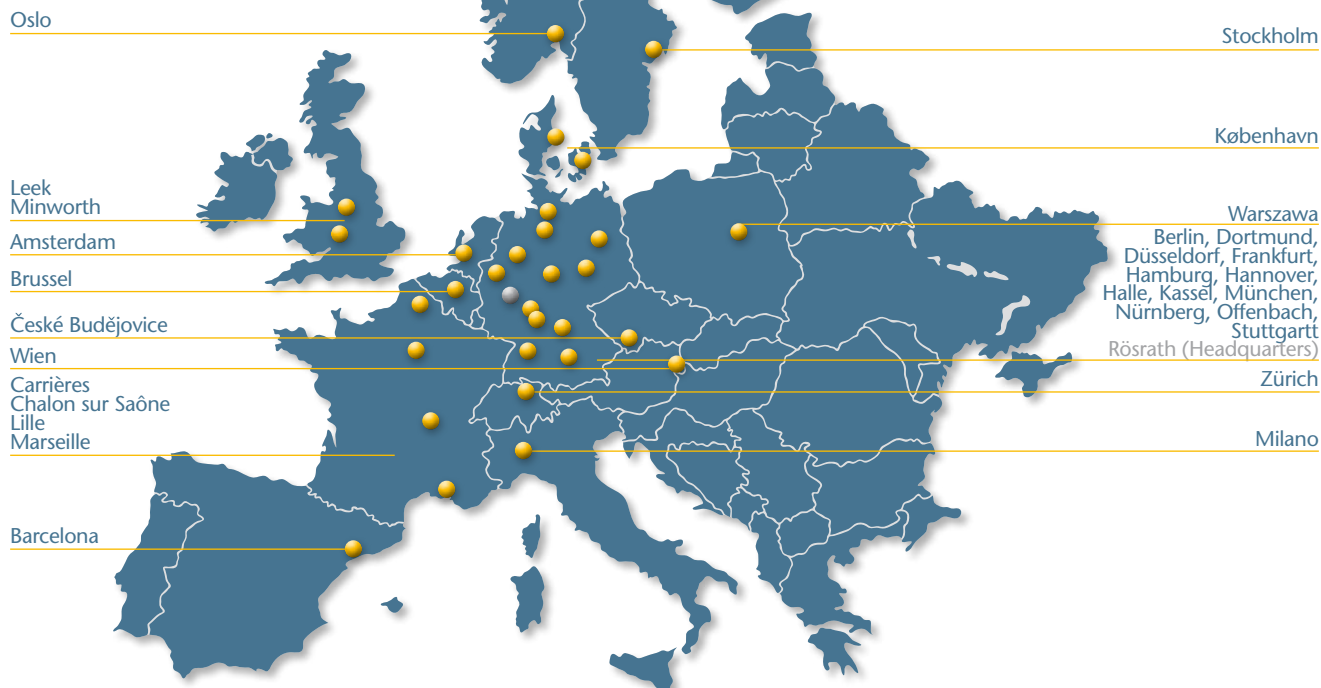 Oslo
Stockholm
København
Leek
Minworth
Amsterdam
Brussel
České Budějovice
Wien
Carrières
Chalon sur Saône
Lille
Marseille
Barcelona
Warszawa
Berlin, Dortmund,
Düsseldorf, Frankfurt,
Hamburg, Hannover,
Halle, Kassel, München,
Nürnberg, Offenbach,
Stuttgartt
Rösrath (Headquarters)
Zürich
Milano